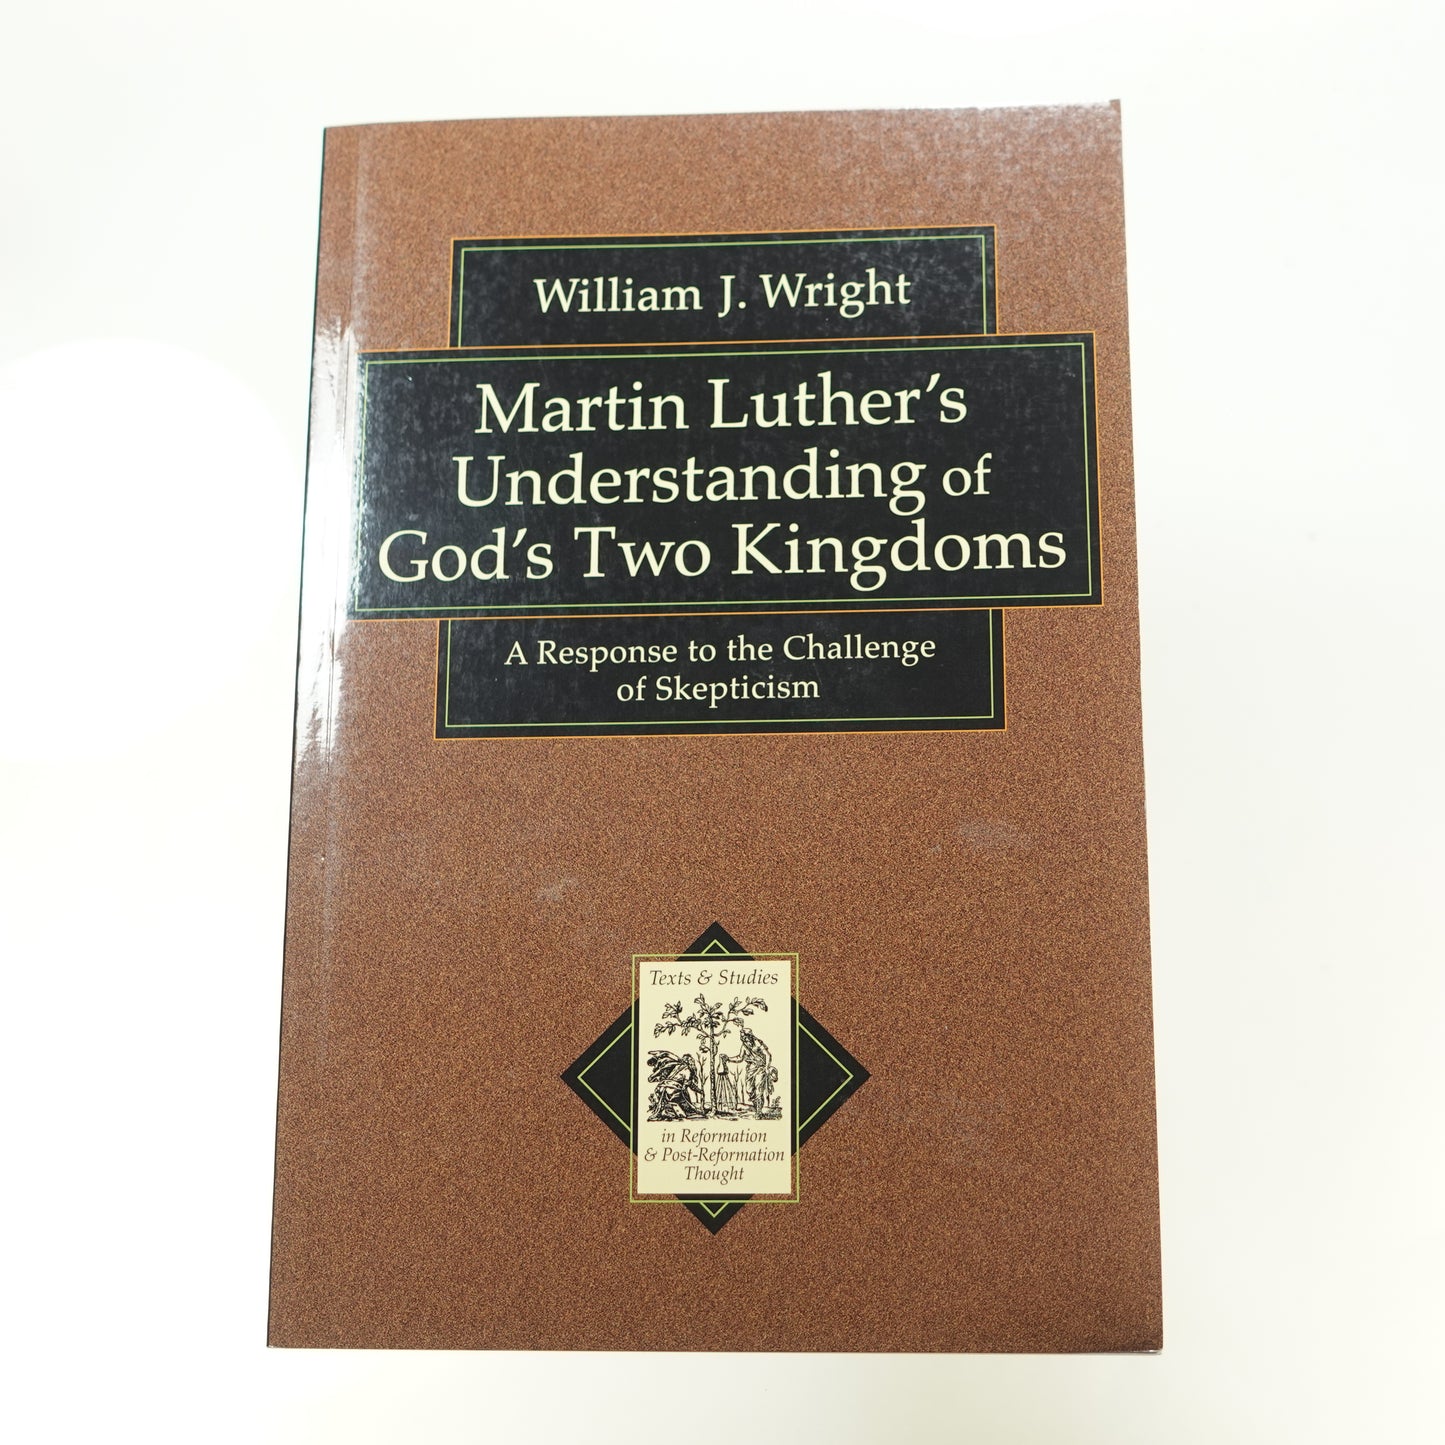 William J. Wright
Martin Luther's
Understanding of
God's Two Kingdoms
A Response to the Challenge
of Skepticism
Texts & Studies
in Reformation
& Post-Reformation
Thought